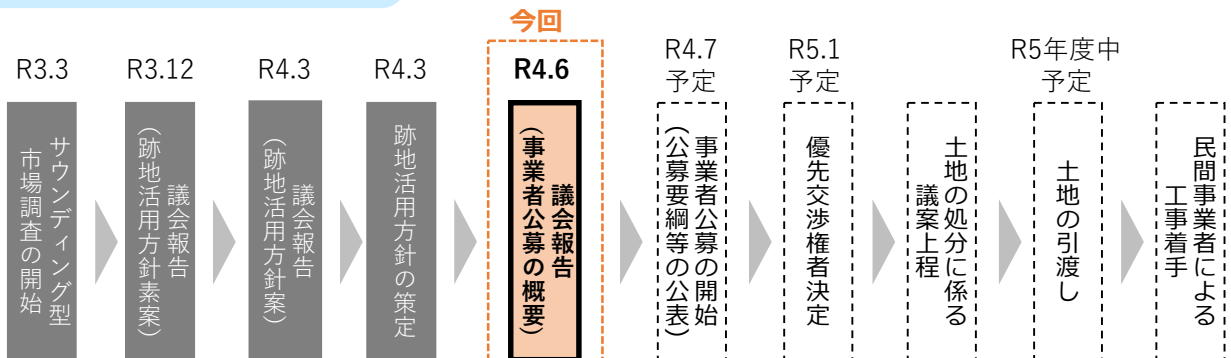 今回
R3.3
サウンディング型
市場調査の開始
R3.12
議会報告
（跡地活用方針素案）
R4.3
議会報告
（跡地活用方針案）
R4.3
跡地活用方針の策定
R4.6
議会報告
（事業者公募の概要）
R4.7
予定
事業者公募の開始
（公募要綱等の公表）
R5.1
予定
優先交渉権者決定
土地の処分に係る
議案上程
R5年度中
予定
土地の引渡し
民間事業者による
工事着手